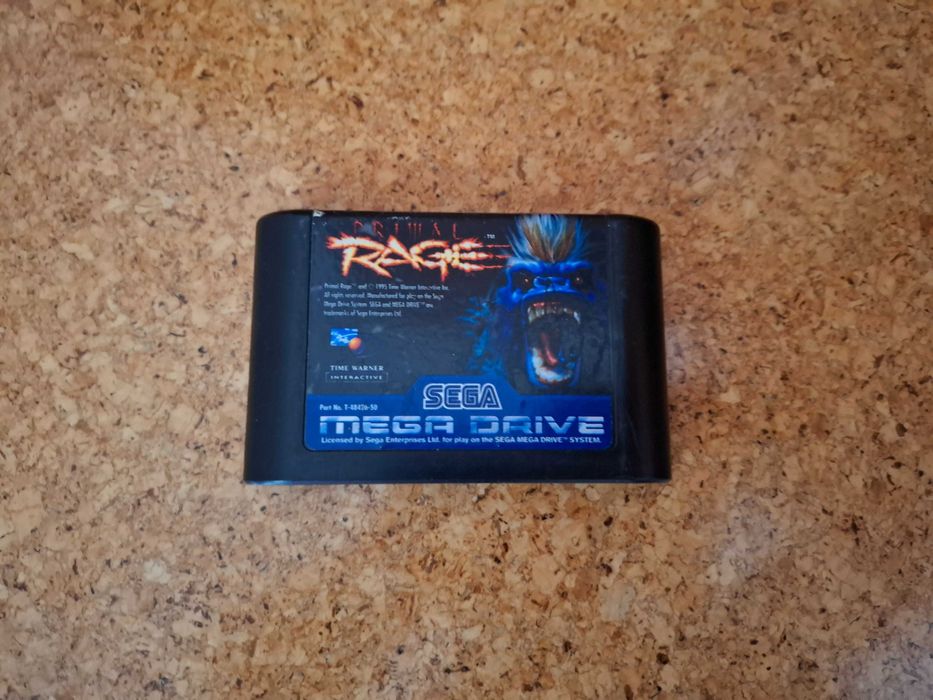 PRIMAL
RAGE ™
Primal Rage™ and © 1995 Time Warner Interactive Inc.
All rights reserved. Manufactured for play on the Sega
Mega Drive System. SEGA and MEGA DRIVE™ are
trademarks of Sega Enterprises Ltd.
TIME WARNER
INTERACTIVE
SEGA
Part No. T-48426-50
MEGA DRIVE
Licensed by Sega Enterprises Ltd. for play on the SEGA MEGA DRIVE™ SYSTEM.